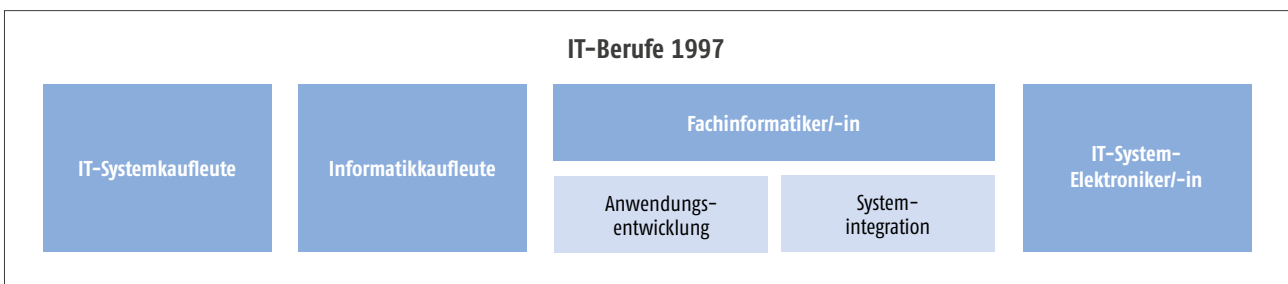 IT-Berufe 1997
IT-Systemkaufleute
Informatikkaufleute
Fachinformatiker/-in
Anwendungs-
entwicklung
System-
integration
IT-System-
Elektroniker/-in